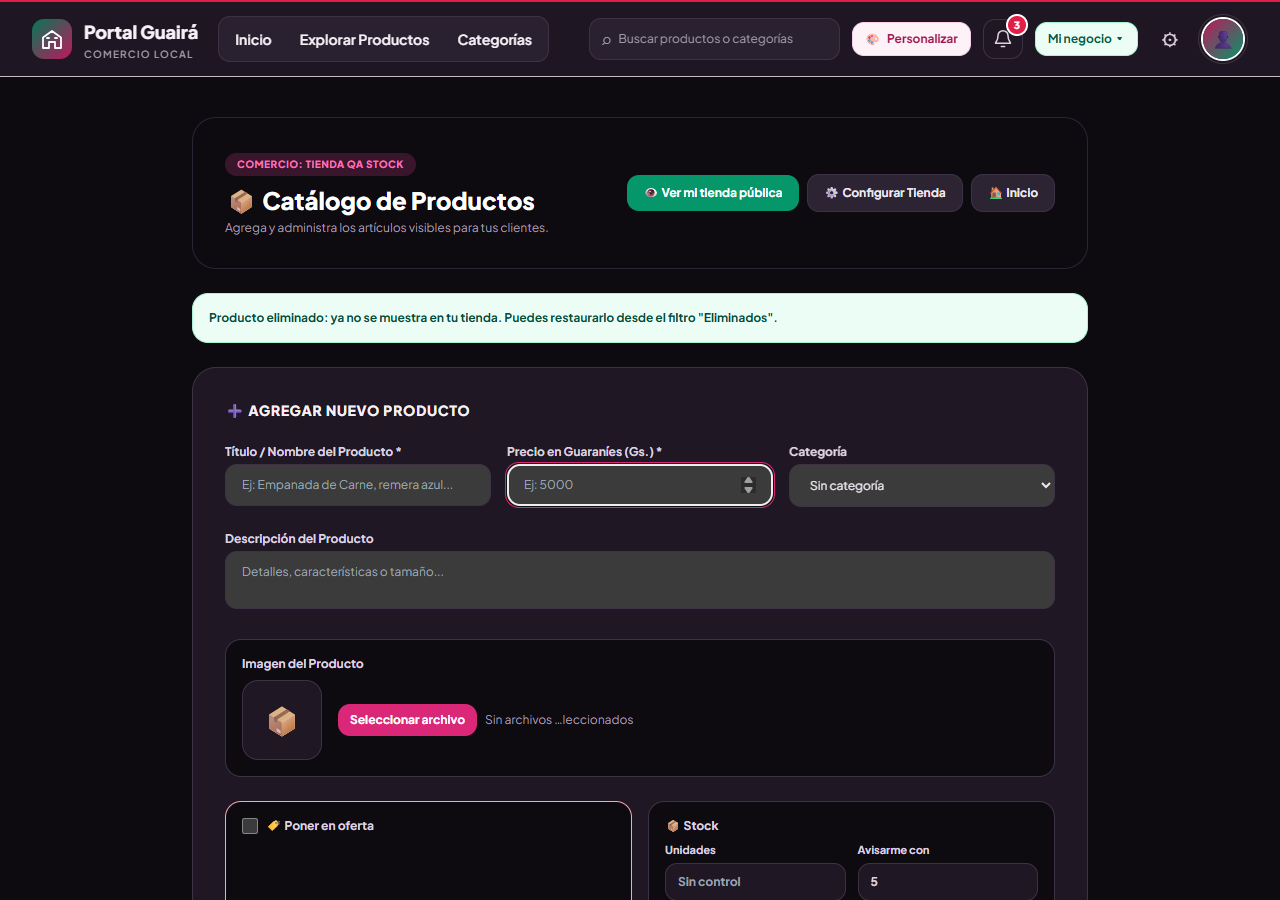 Portal Guairá
COMERCIO LOCAL
Inicio
Explorar Productos
Categorías
Buscar productos o categorías
Personalizar
3
Mi negocio
COMERCIO: TIENDA QA STOCK
Catálogo de Productos
Agrega y administra los artículos visibles para tus clientes.
Ver mi tienda pública
Configurar Tienda
Inicio
Producto eliminado: ya no se muestra en tu tienda. Puedes restaurarlo desde el filtro "Eliminados".
AGREGAR NUEVO PRODUCTO
Título / Nombre del Producto *
Precio en Guaraníes (Gs.) *
Categoría
Ej: Empanada de Carne, remera azul...
Ej: 5000
Sin categoría
Descripción del Producto
Detalles, características o tamaño...
Imagen del Producto
Seleccionar archivo
Sin archivos ...leccionados
Poner en oferta
Stock
Unidades
Avisarme con
Sin control
5